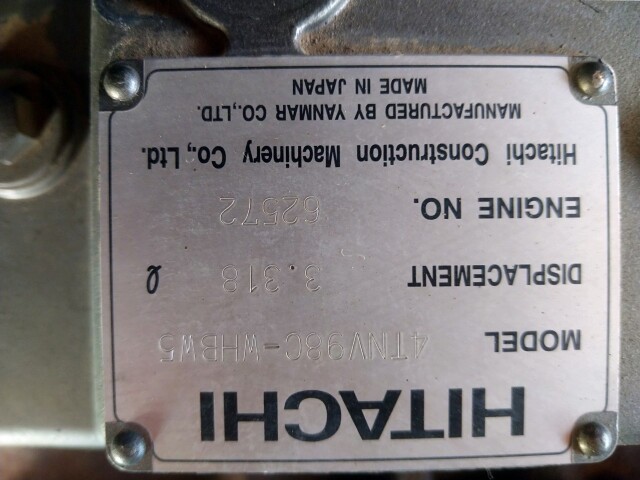 HITACHI
MODEL 4TNV98C-WHBW5
DISPLACEMENT 3.318 ℓ
ENGINE NO. 62572
Hitachi Construction Machinery Co., Ltd.
MANUFACTURED BY YANMAR CO.,LTD.
MADE IN JAPAN